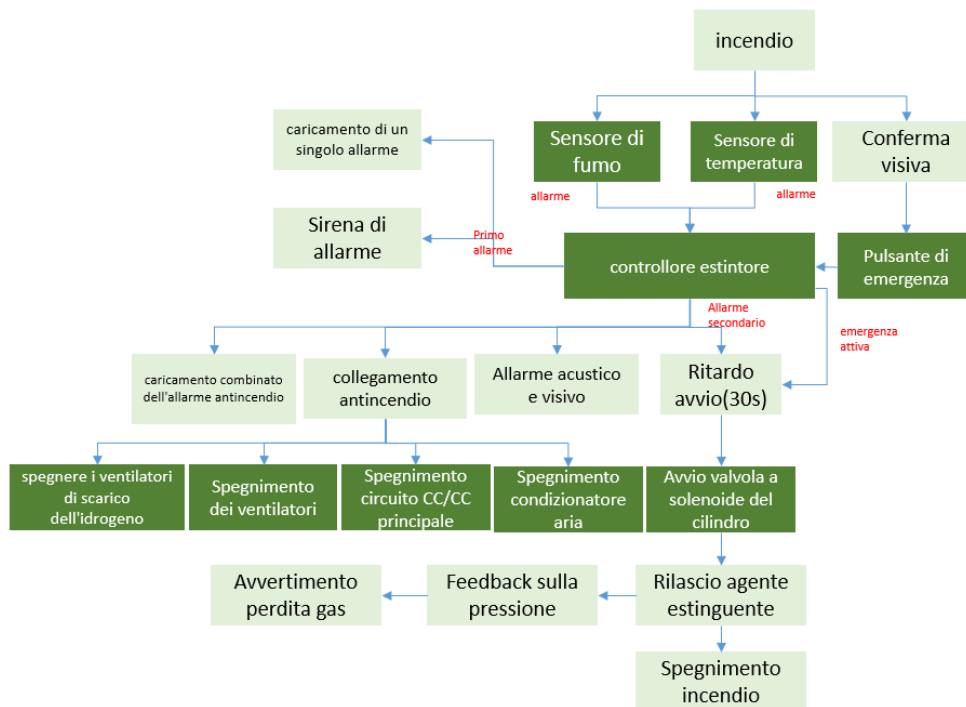 incendio
caricamento di un
singolo allarme
Sensore di
fumo
Sensore di
temperatura
Conferma
visiva
allarme
allarme
Sirena di
allarme
Primo
allarme
controllore estintore
Pulsante di
emergenza
Allarme
secondario
emergenza
attiva
caricamento combinato
dell'allarme antincendio
collegamento
antincendio
Allarme acustico
e visivo
Ritardo
avvio(30s)
spegnere i ventilatori
di scarico
dell'idrogeno
Spegnimento
dei ventilatori
Spegnimento
circuito CC/CC
principale
Spegnimento
condizionatore
aria
Avvio valvola a
solenoide del
cilindro
Avvertimento
perdita gas
Feedback sulla
pressione
Rilascio agente
estinguente
Spegnimento
incendio